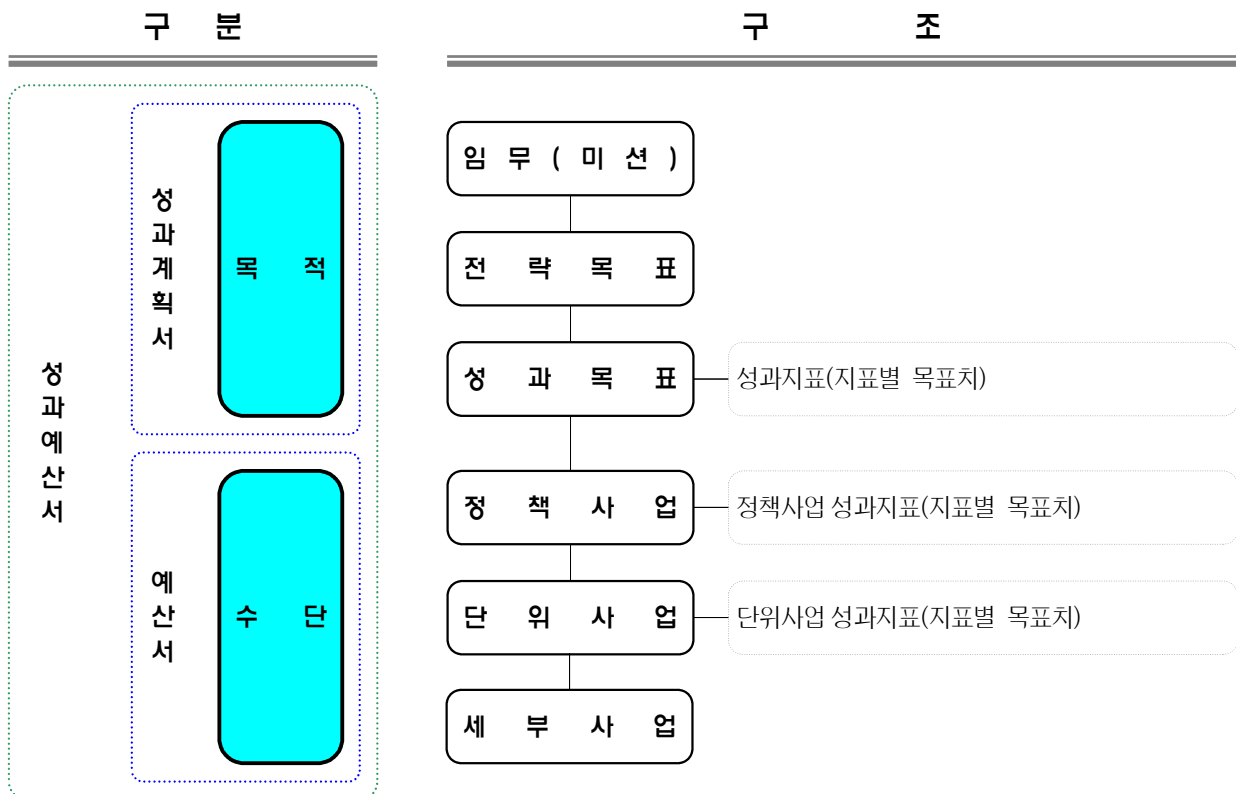 구 분
구 조
성과예산서
성과계획서
목 적
예산서
수 단
임 무 ( 미 션 )
전 략 목 표
성 과 목 표
성과지표(지표별 목표치)
정 책 사 업
정책사업 성과지표(지표별 목표치)
단 위 사 업
단위사업 성과지표(지표별 목표치)
세 부 사 업